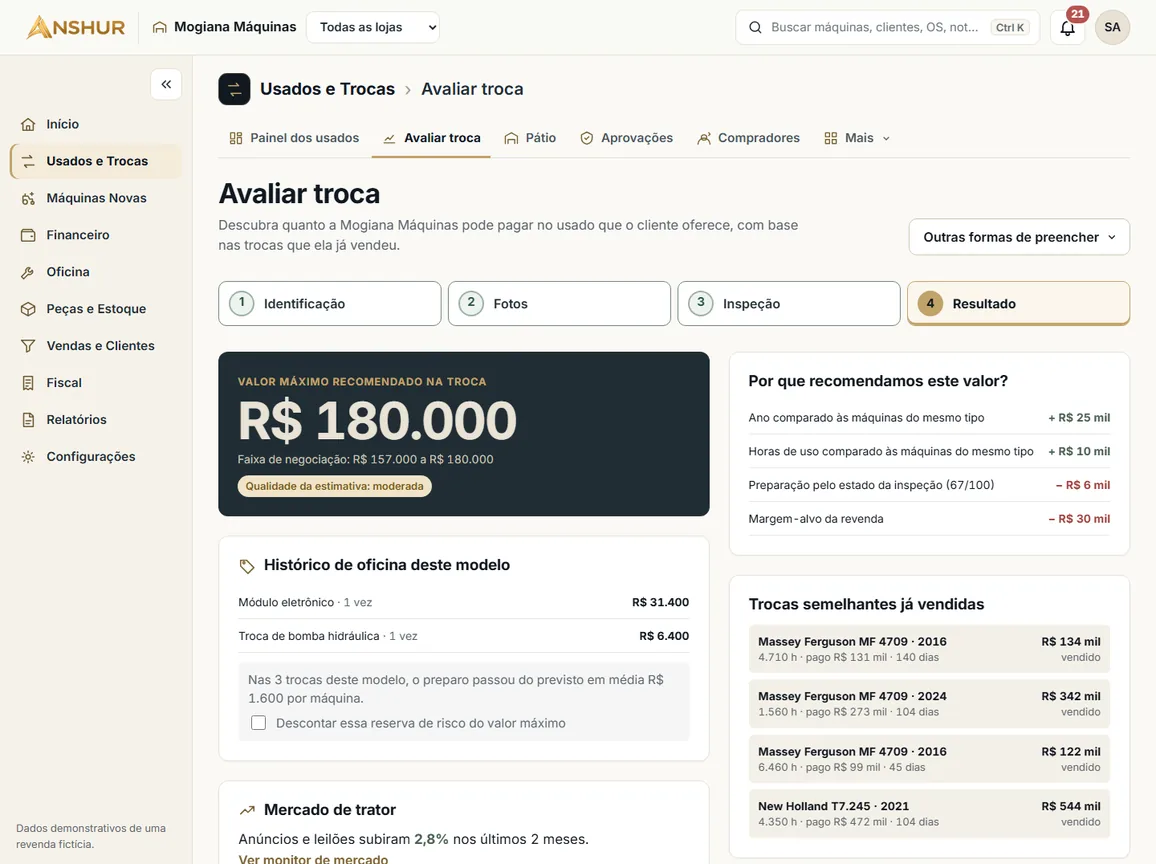 ANSHUR
Mogiana Máquinas
Todas as lojas
Buscar máquinas, clientes, OS, not...
Ctrl K
21
SA
Início
Usados e Trocas
Máquinas Novas
Financeiro
Oficina
Peças e Estoque
Vendas e Clientes
Fiscal
Relatórios
Configurações
Dados demonstrativos de uma
revenda fictícia.
Usados e Trocas › Avaliar troca
Painel dos usados
Avaliar troca
Pátio
Aprovações
Compradores
Mais
Avaliar troca
Descubra quanto a Mogiana Máquinas pode pagar no usado que o cliente oferece, com base
nas trocas que ela já vendeu.
Outras formas de preencher
1 Identificação
2 Fotos
3 Inspeção
4 Resultado
VALOR MÁXIMO RECOMENDADO NA TROCA
R$ 180.000
Faixa de negociação: R$ 157.000 a R$ 180.000
Qualidade da estimativa: moderada
Histórico de oficina deste modelo
Módulo eletrônico · 1 vez R$ 31.400
Troca de bomba hidráulica · 1 vez R$ 6.400
Nas 3 trocas deste modelo, o preparo passou do previsto em média R$
1.600 por máquina.
Descontar essa reserva de risco do valor máximo
Mercado de trator
Anúncios e leilões subiram 2,8% nos últimos 2 meses.
Ver monitor de mercado
Por que recomendamos este valor?
Ano comparado às máquinas do mesmo tipo + R$ 25 mil
Horas de uso comparado às máquinas do mesmo tipo + R$ 10 mil
Preparação pelo estado da inspeção (67/100) − R$ 6 mil
Margem-alvo da revenda − R$ 30 mil
Trocas semelhantes já vendidas
Massey Ferguson MF 4709 · 2016 R$ 134 mil
4.710 h · pago R$ 131 mil · 140 dias vendido
Massey Ferguson MF 4709 · 2024 R$ 342 mil
1.560 h · pago R$ 273 mil · 104 dias vendido
Massey Ferguson MF 4709 · 2016 R$ 122 mil
6.460 h · pago R$ 99 mil · 45 dias vendido
New Holland T7.245 · 2021 R$ 544 mil
4.350 h · pago R$ 472 mil · 104 dias vendido